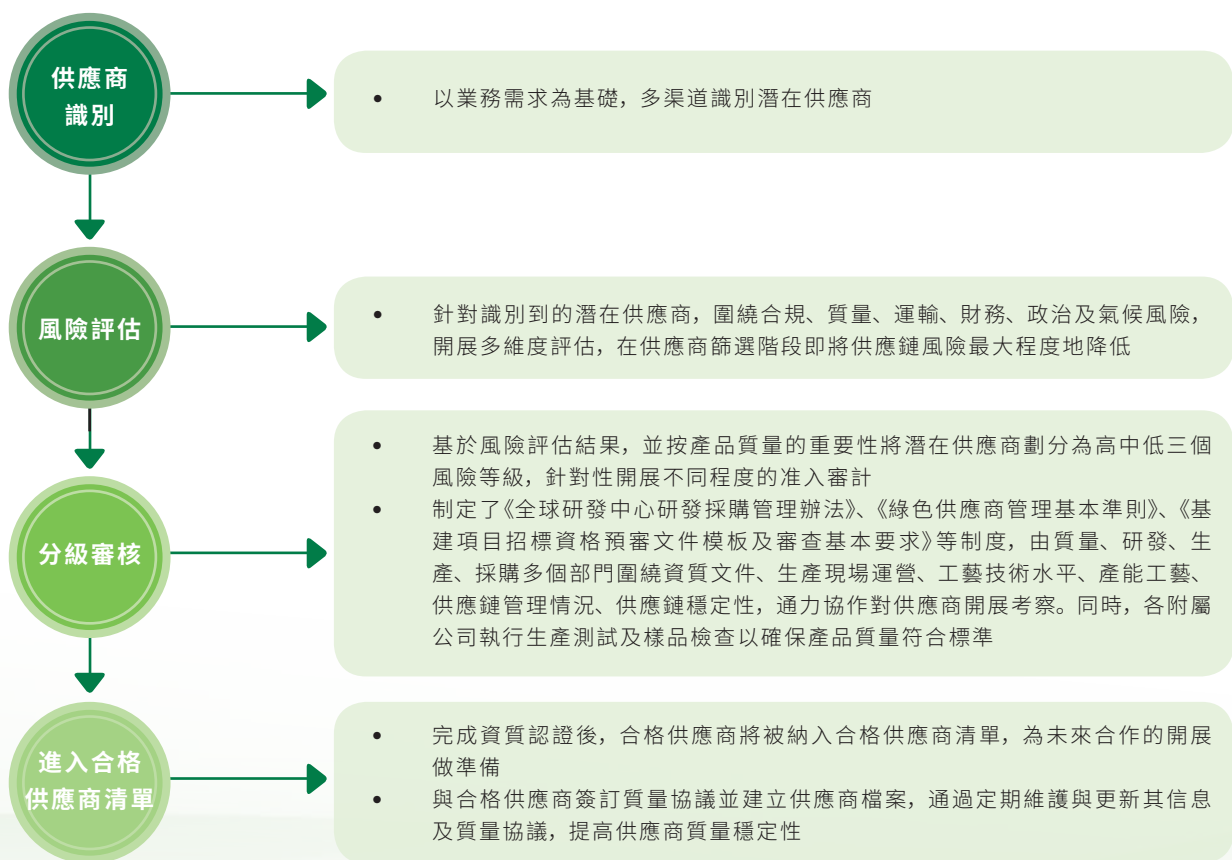 供應商
識別
• 以業務需求為基礎，多渠道識別潛在供應商
風險評估
• 針對識別到的潛在供應商，圍繞合規、質量、運輸、財務、政治及氣候風險，
開展多維度評估，在供應商篩選階段即將供應鏈風險最大程度地降低
分級審核
• 基於風險評估結果，並按產品質量的重要性將潛在供應商劃分為高中低三個
風險等級，針對性開展不同程度的准入審計
• 制定了《全球研發中心研發採購管理辦法》、《綠色供應商管理基本準則》、《基
建項目招標資格預審文件模板及審查基本要求》等制度，由質量、研發、生
產、採購多個部門圍繞資質文件、生產現場運營、工藝技術水平、產能工藝、
供應鏈管理情況、供應鏈穩定性，通力協作對供應商開展考察。同時，各附屬
公司執行生產測試及樣品檢查以確保產品質量符合標準
進入合格
供應商清單
• 完成資質認證後，合格供應商將被納入合格供應商清單，為未來合作的開展
做準備
• 與合格供應商簽訂質量協議並建立供應商檔案，通過定期維護與更新其信息
及質量協議，提高供應商質量穩定性